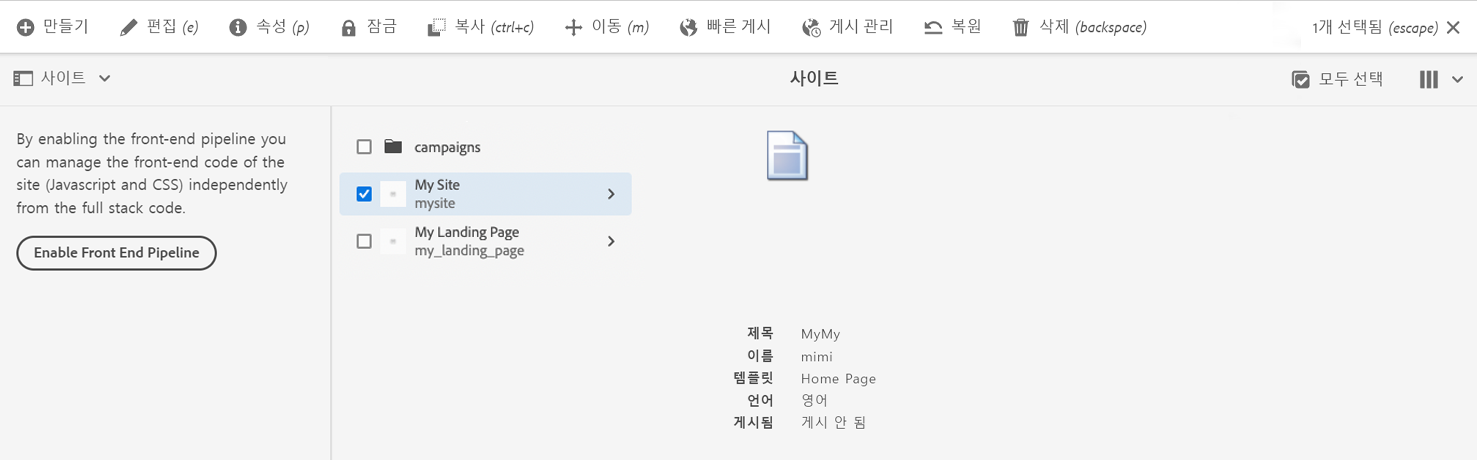 만들기 편집 (e) 속성 (p) 잠금 복사 (ctrl+c) 이동 (m) 빠른 게시 게시 관리 복원 삭제 (backspace) 1개 선택됨 (escape)
사이트 사이트 모두 선택
By enabling the front-end pipeline you
can manage the front-end code of the
site (Javascript and CSS) independently
from the full stack code.
Enable Front End Pipeline
campaigns
My Site
mysite
My Landing Page
my_landing_page
제목 MyMy
이름 mimi
템플릿 Home Page
언어 영어
게시됨 게시 안 됨